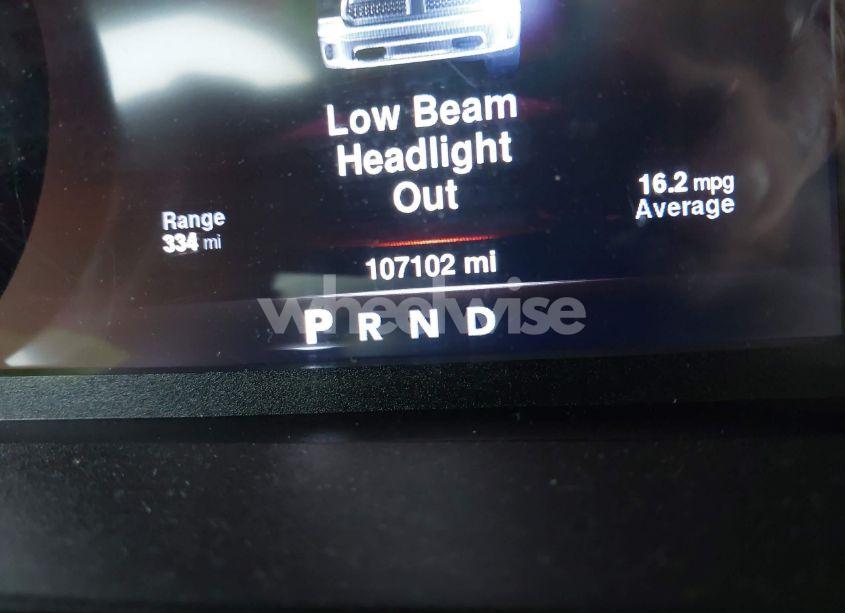 Low Beam
Headlight
Out
Range
334 mi
16.2 mpg
Average
107102 mi
wheelwise
P R N D